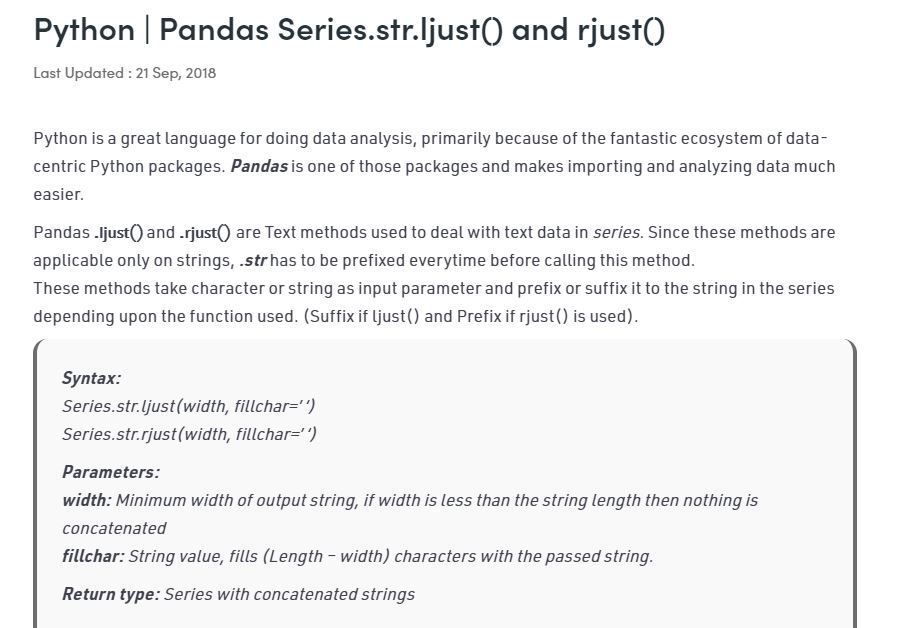 Python | Pandas Series.str.ljust() and rjust()
Last Updated : 21 Sep, 2018
Python is a great language for doing data analysis, primarily because of the fantastic ecosystem of data-
centric Python packages. Pandas is one of those packages and makes importing and analyzing data much
easier.
Pandas .ljust() and .rjust() are Text methods used to deal with text data in series. Since these methods are
applicable only on strings, .str has to be prefixed everytime before calling this method.
These methods take character or string as input parameter and prefix or suffix it to the string in the series
depending upon the function used. (Suffix if ljust() and Prefix if rjust() is used).
Syntax:
Series.str.ljust(width, fillchar=’ ‘)
Series.str.rjust(width, fillchar=’ ‘)
Parameters:
width: Minimum width of output string, if width is less than the string length then nothing is
concatenated
fillchar: String value, fills (Length – width) characters with the passed string.
Return type: Series with concatenated strings